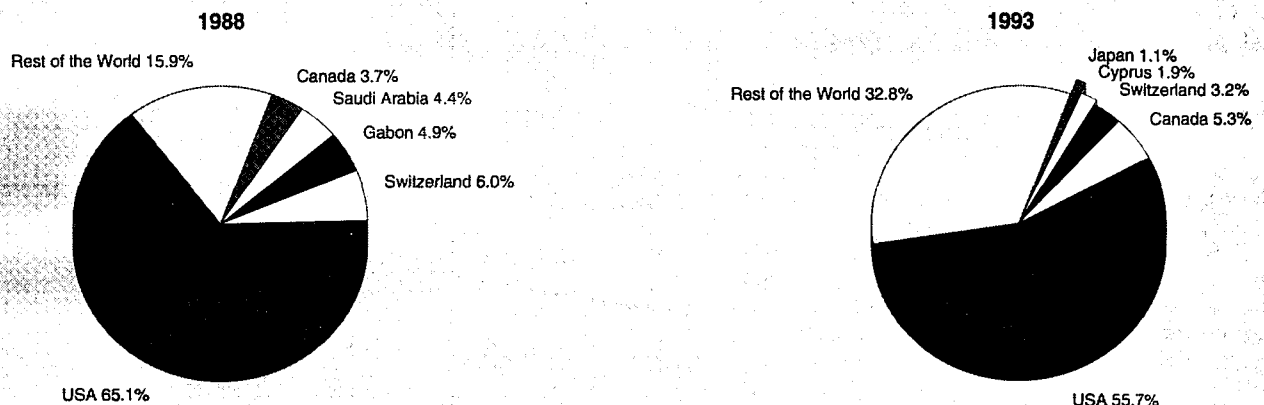 1988
Rest of the World 15.9%
Canada 3.7%
Saudi Arabia 4.4%
Gabon 4.9%
Switzerland 6.0%
USA 65.1%
1993
Japan 1.1%
Cyprus 1.9%
Switzerland 3.2%
Rest of the World 32.8%
Canada 5.3%
USA 55.7%